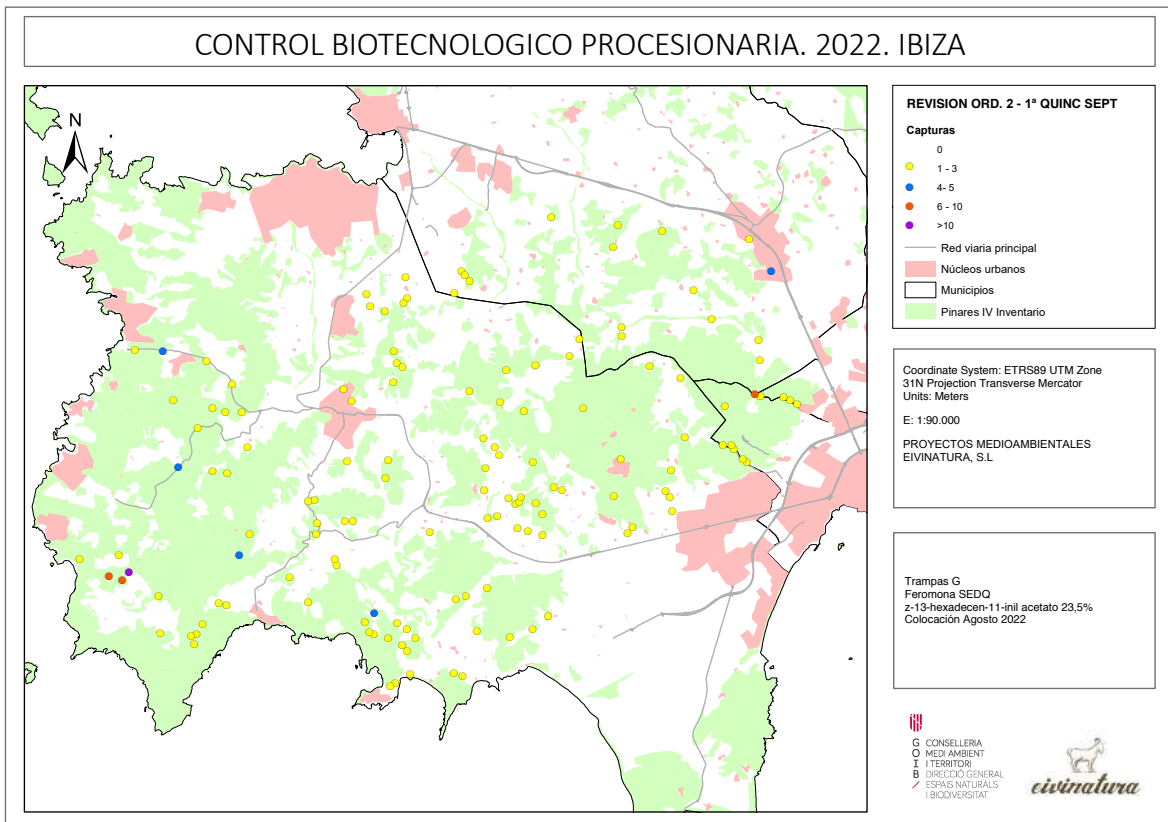 CONTROL BIOTECNOLOGICO PROCESIONARIA. 2022. IBIZA
N
REVISION ORD. 2 - 1ª QUINC SEPT
Capturas
0
1 - 3
4- 5
6 - 10
>10
Red viaria principal
Núcleos urbanos
Municipios
Pinares IV Inventario
Coordinate System: ETRS89 UTM Zone
31N Projection Transverse Mercator
Units: Meters
E: 1:90.000
PROYECTOS MEDIOAMBIENTALES
EIVINATURA, S.L
Trampas G
Feromona SEDQ
z-13-hexadecen-11-inil acetato 23,5%
Colocación Agosto 2022
G CONSELLERIA
O MEDI AMBIENT
I I TERRITORI
B DIRECCIÓ GENERAL
/ ESPAIS NATURALS
I BIODIVERSITAT
eivinatura